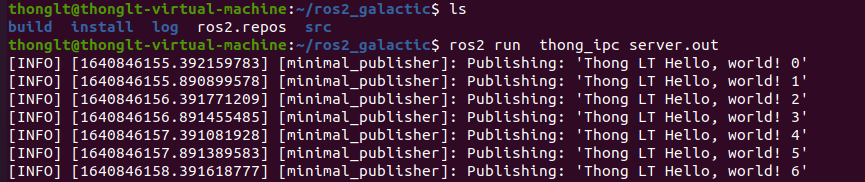 thonglt@thonglt-virtual-machine:~/ros2_galactic$ ls
build  install  log  ros2.repos  src
thonglt@thonglt-virtual-machine:~/ros2_galactic$ ros2 run  thong_ipc server.out
[INFO] [1640846155.392159783] [minimal_publisher]: Publishing: 'Thong LT Hello, world! 0'
[INFO] [1640846155.890899578] [minimal_publisher]: Publishing: 'Thong LT Hello, world! 1'
[INFO] [1640846156.391771209] [minimal_publisher]: Publishing: 'Thong LT Hello, world! 2'
[INFO] [1640846156.891455485] [minimal_publisher]: Publishing: 'Thong LT Hello, world! 3'
[INFO] [1640846157.391081928] [minimal_publisher]: Publishing: 'Thong LT Hello, world! 4'
[INFO] [1640846157.891389583] [minimal_publisher]: Publishing: 'Thong LT Hello, world! 5'
[INFO] [1640846158.391618777] [minimal_publisher]: Publishing: 'Thong LT Hello, world! 6'